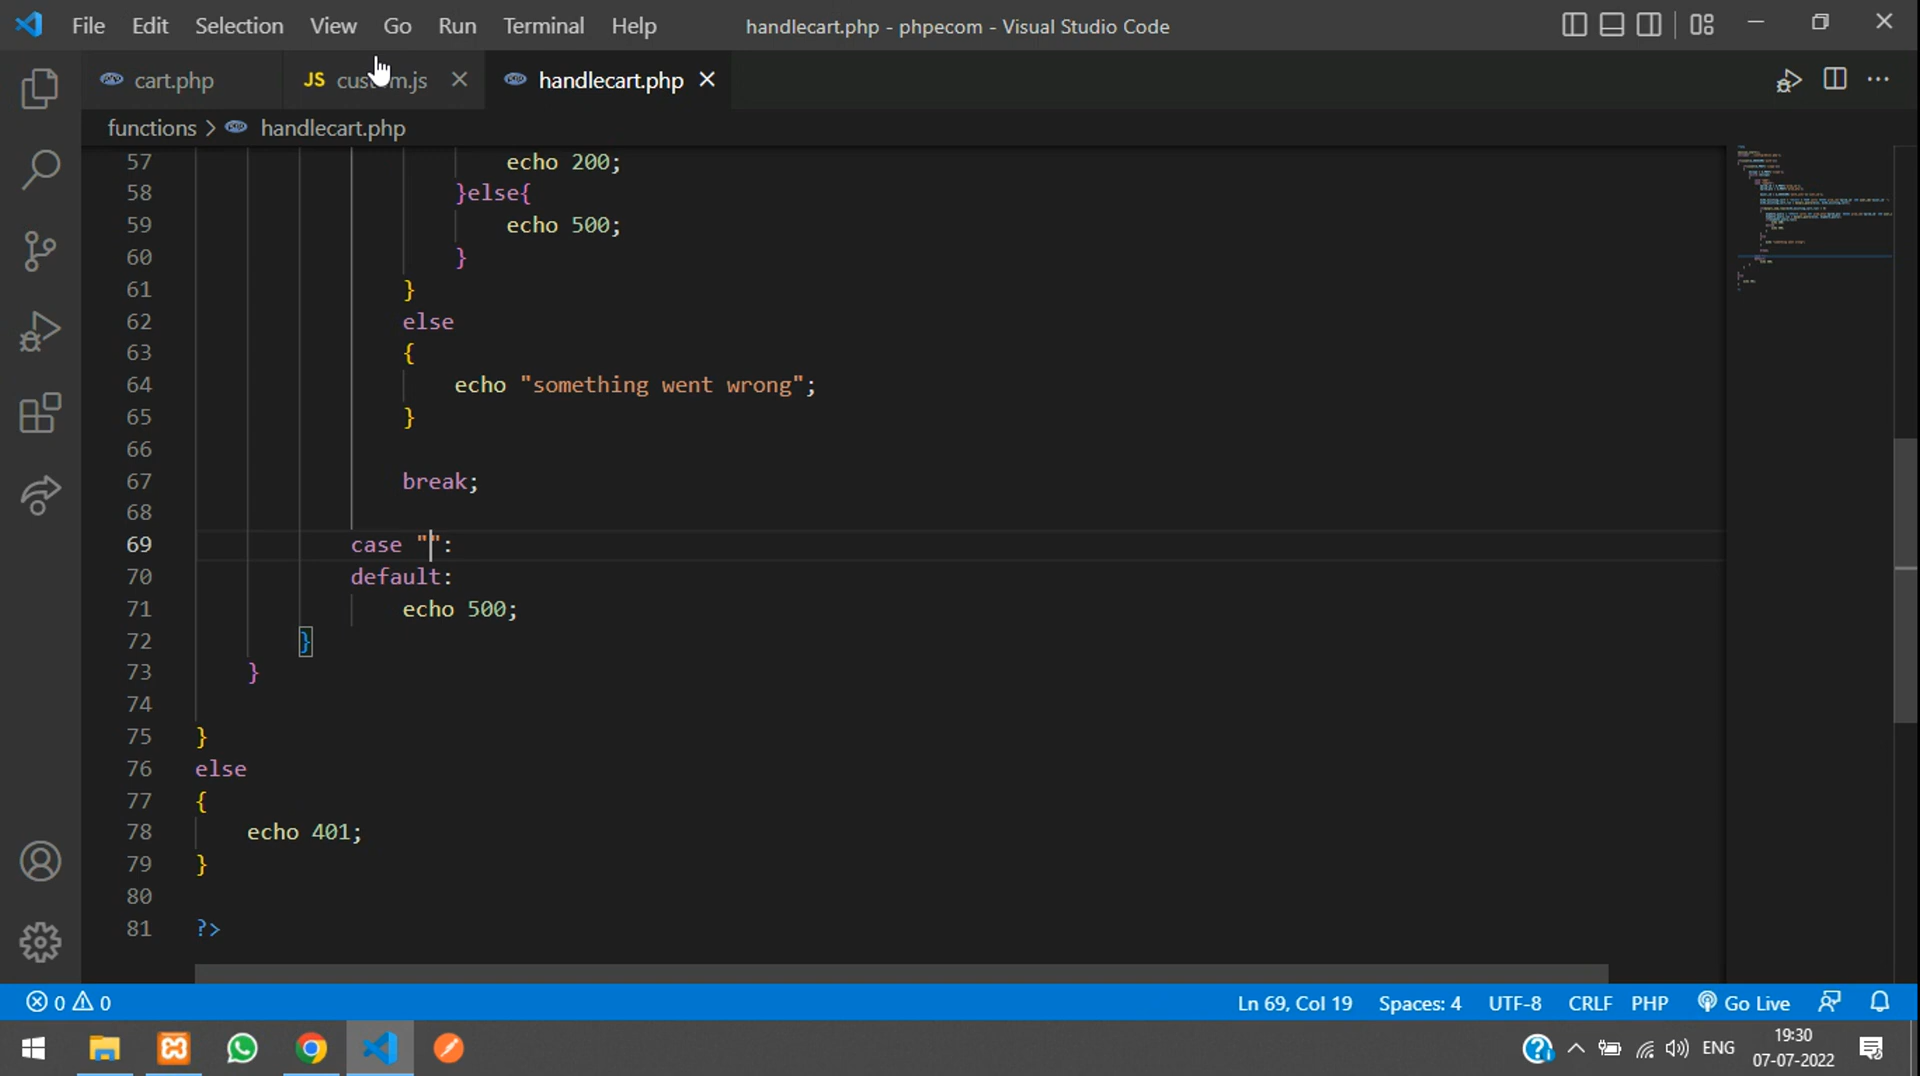 File Edit Selection View Go Run Terminal Help handlecart.php - phpecom - Visual Studio Code
cart.php JS custom.js handlecart.php
functions > handlecart.php
57 echo 200;
58 }else{
59 echo 500;
60 }
61 }
62 else
63 {
64 echo "something went wrong";
65 }
66
67 break;
68
69 case "":
70 default:
71 echo 500;
72 }
73 }
74
75 }
76 else
77 {
78 echo 401;
79 }
80
81 ?>
0 0 Ln 69, Col 19 Spaces: 4 UTF-8 CRLF PHP Go Live
ENG 19:30
07-07-2022